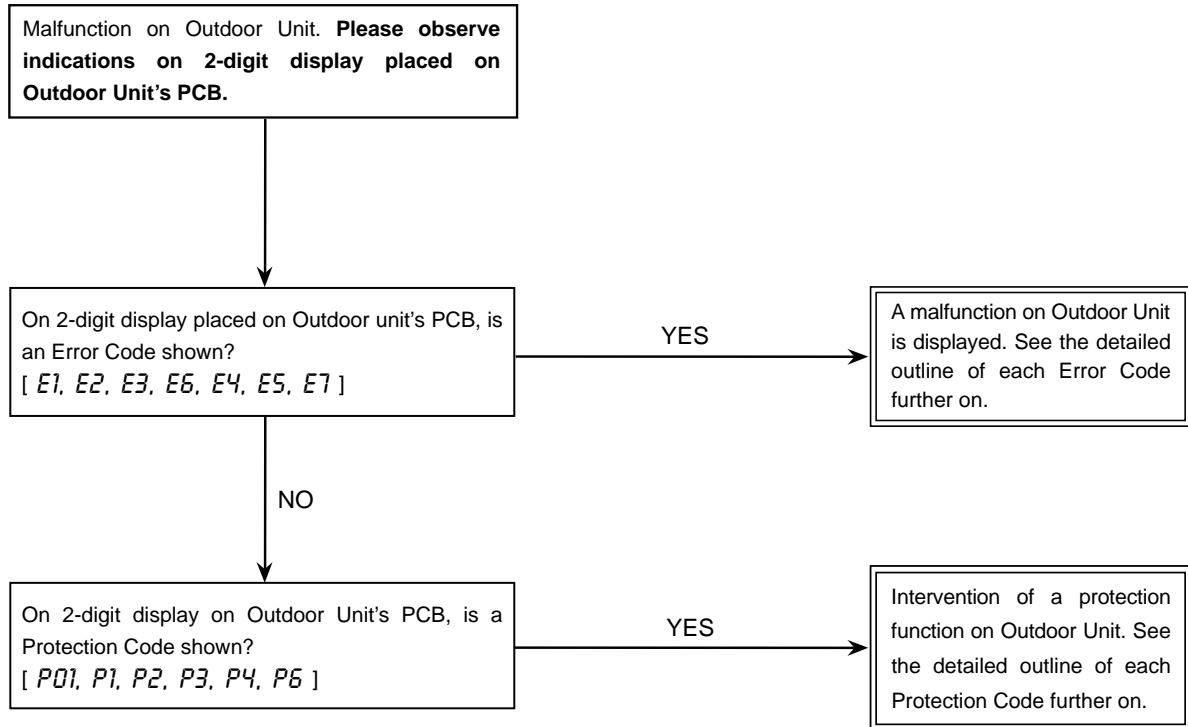 Malfunction on Outdoor Unit. Please observe
indications on 2-digit display placed on
Outdoor Unit's PCB.
On 2-digit display placed on Outdoor unit's PCB, is
an Error Code shown?
[ E1, E2, E3, E6, E4, E5, E7 ]
YES
A malfunction on Outdoor Unit
is displayed. See the detailed
outline of each Error Code
further on.
NO
On 2-digit display on Outdoor Unit's PCB, is a
Protection Code shown?
[ P01, P1, P2, P3, P4, P6 ]
YES
Intervention of a protection
function on Outdoor Unit. See
the detailed outline of each
Protection Code further on.